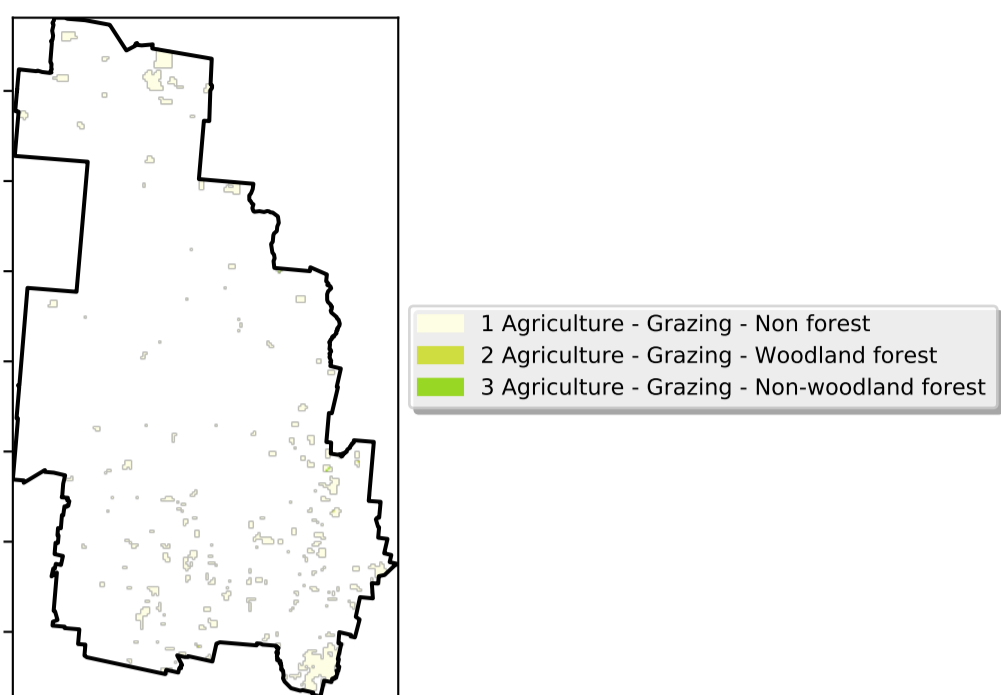 1 Agriculture - Grazing - Non forest
2 Agriculture - Grazing - Woodland forest
3 Agriculture - Grazing - Non-woodland forest